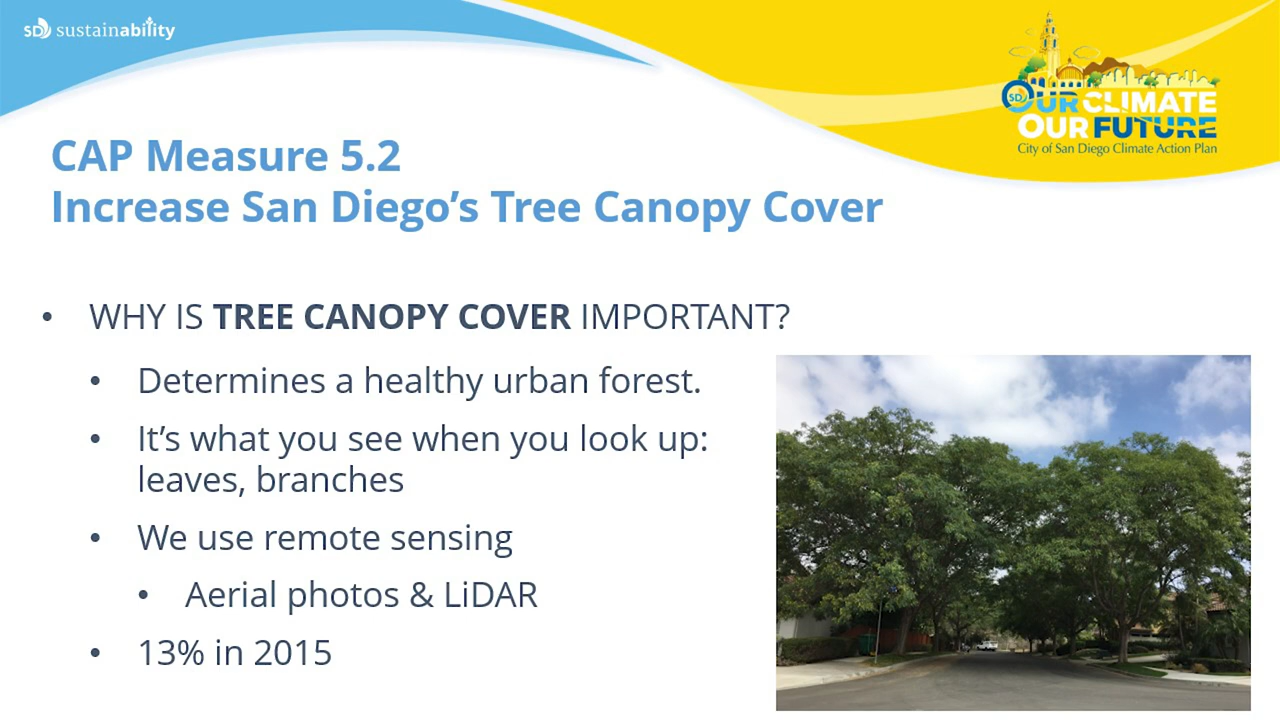 SD sustainability
SD
OUR CLIMATE
OUR FUTURE
City of San Diego Climate Action Plan
CAP Measure 5.2
Increase San Diego’s Tree Canopy Cover
• WHY IS TREE CANOPY COVER IMPORTANT?
• Determines a healthy urban forest.
• It’s what you see when you look up:
leaves, branches
• We use remote sensing
• Aerial photos & LiDAR
• 13% in 2015